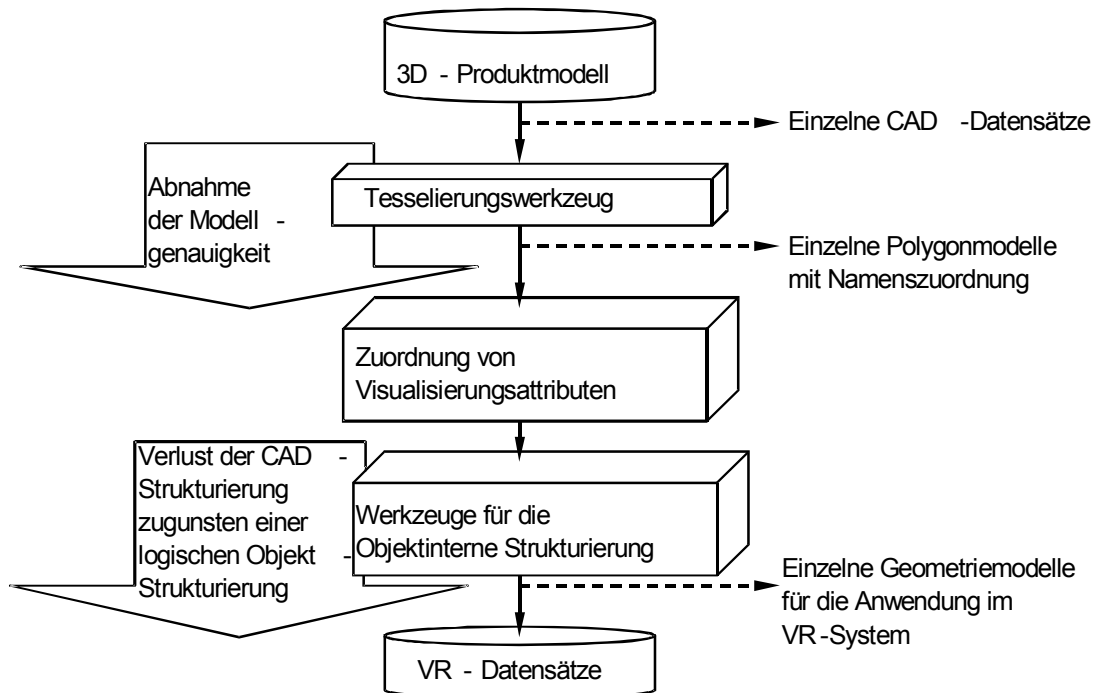 3D - Produktmodell
Einzelne CAD -Datensätze
Abnahme
der Modell -
genauigkeit
Tesselierungswerkzeug
Einzelne Polygonmodelle
mit Namenszuordnung
Zuordnung von
Visualisierungsattributen
Verlust der CAD -
Strukturierung
zugunsten einer
logischen Objekt -
Strukturierung
Werkzeuge für die
Objektinterne Strukturierung
Einzelne Geometriemodelle
für die Anwendung im
VR -System
VR - Datensätze